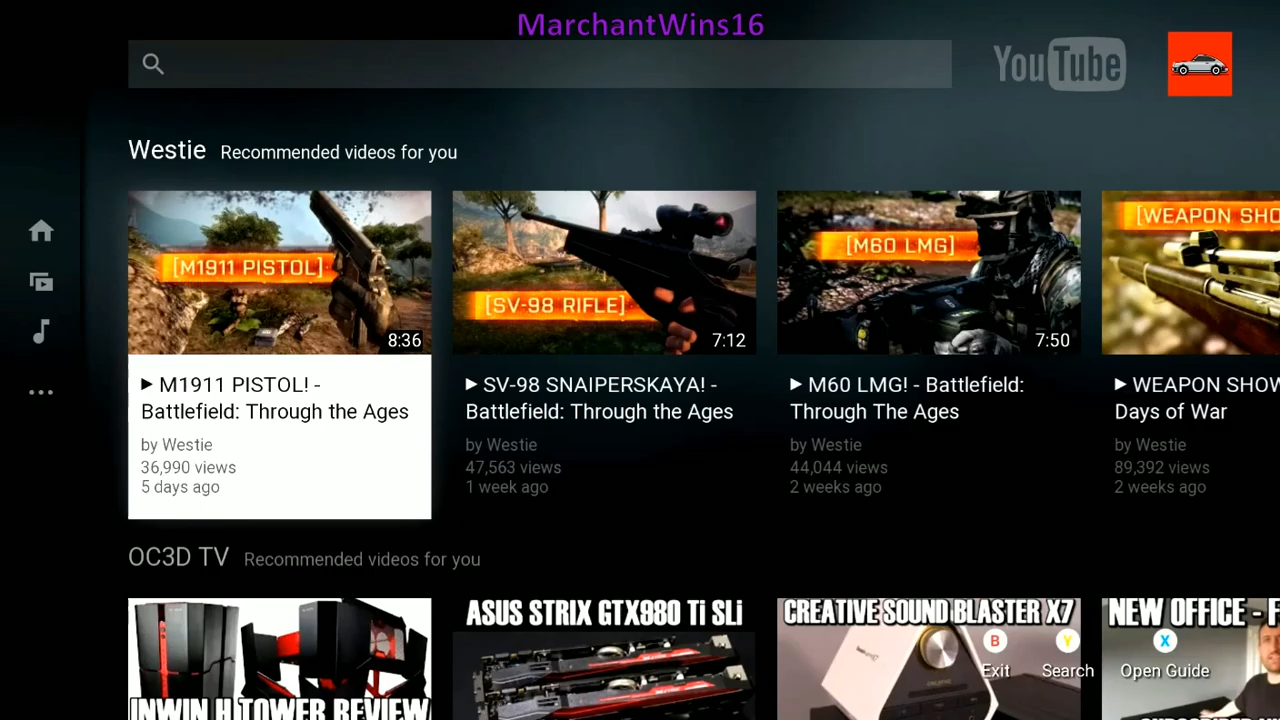 MarchantWins16
YouTube
Westie Recommended videos for you
[M1911 PISTOL]
8:36
[SV-98 RIFLE]
7:12
[M60 LMG]
7:50
[WEAPON SHO
M1911 PISTOL! -
Battlefield: Through the Ages
by Westie
36,990 views
5 days ago
SV-98 SNAIPERSKAYA! -
Battlefield: Through the Ages
by Westie
47,563 views
1 week ago
M60 LMG! - Battlefield:
Through The Ages
by Westie
44,044 views
2 weeks ago
WEAPON SHOW
Days of War
by Westie
89,392 views
2 weeks ago
OC3D TV Recommended videos for you
INWIN H TOWER REVIEW
ASUS STRIX GTX980 Ti SLi
CREATIVE SOUND BLASTER X7
NEW OFFICE - F
B
Exit
Y
Search
X
Open Guide